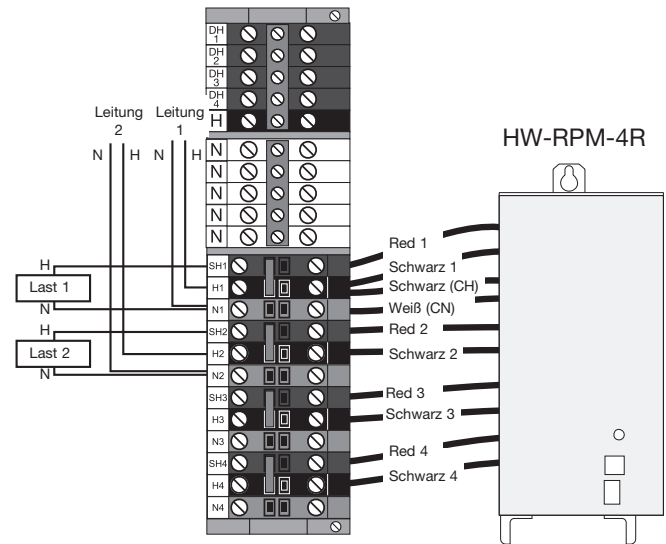 DH
1
DH
2
DH
3
DH
4
H
N
N
N
N
N
SH1
H1
N1
SH2
H2
N2
SH3
H3
N3
SH4
H4
N4
Leitung
2
Leitung
1
N H N H
H
Last 1
N
H
Last 2
N
Red 1
Schwarz 1
Schwarz (CH)
Weiß (CN)
Red 2
Schwarz 2
Red 3
Schwarz 3
Red 4
Schwarz 4
HW-RPM-4R